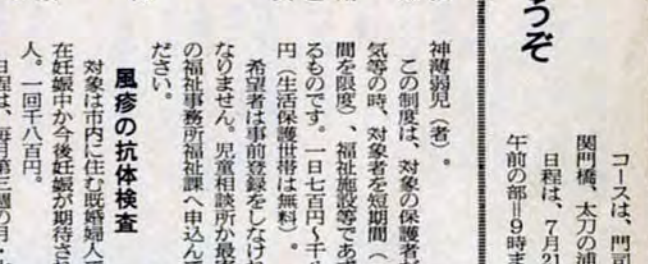 うぞ
コースは、門司
関門橋、太刀の浦
日程は、7月21
午前の部＝9時ま
神薄弱児（者）。
この制度は、対象の保護者が
気等の時、対象者を短期間（
間を限度）、福祉施設等であず
るものです。一日七百円〜千八
円（生活保護世帯は無料）。
希望者は事前登録をしなけれ
なりません。児童相談所か最寄
の福祉事務所福祉課へ申込んで
ださい。
風疹の抗体検査
対象は市内に住む既婚婦人で
在妊娠中か今後妊娠が期待され
人。一回千八百円。
日程は、毎月第三週の月・